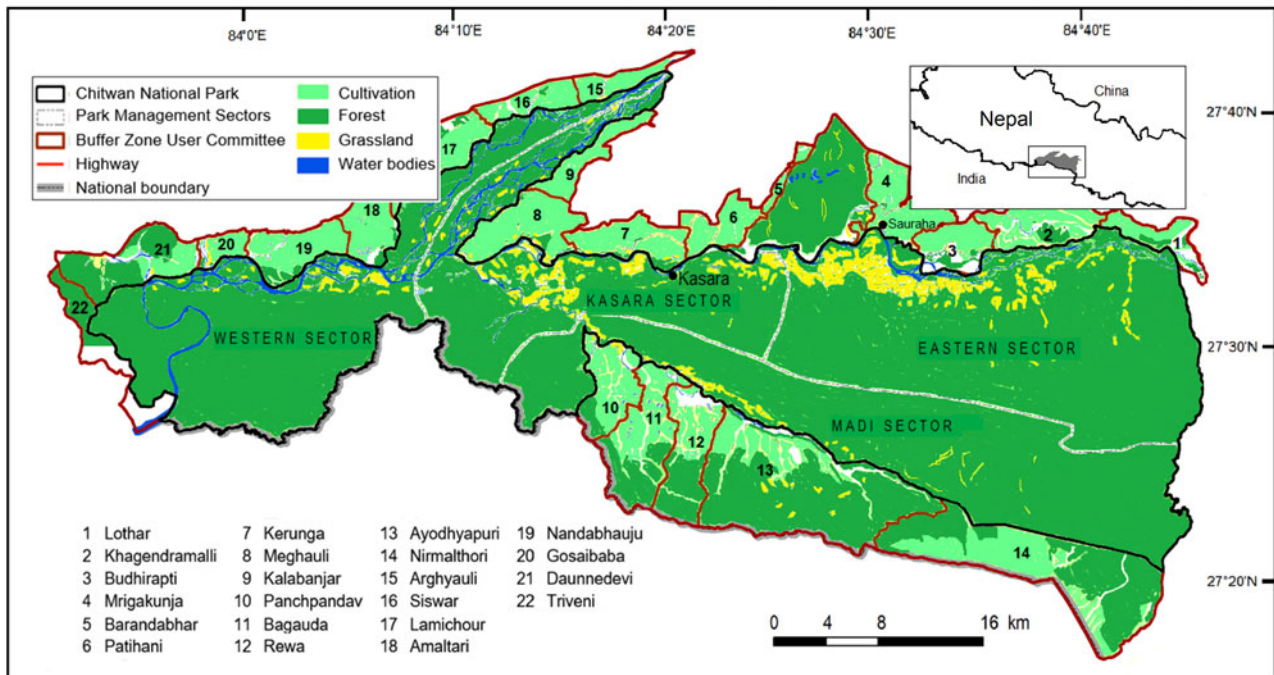 84°0'E 84°10'E 84°20'E 84°30'E 84°40'E
Chitwan National Park
Park Management Sectors
Buffer Zone User Committee
Highway
National boundary
Cultivation
Forest
Grassland
Water bodies
China
Nepal
India
27°40'N
27°30'N
27°20'N
16
15
17
18
9
8
7
6
5
4
Sauraha
3
2
1
21
20
19
22
Kasara
KASARA SECTOR
WESTERN SECTOR
EASTERN SECTOR
MADI SECTOR
10
11
12
13
14
1 Lothar
2 Khagendramalli
3 Budhirapti
4 Mrigakunja
5 Barandabhar
6 Patihani
7 Kerunga
8 Meghauli
9 Kalabanjar
10 Panchpandav
11 Bagauda
12 Rewa
13 Ayodhyapuri
14 Nirmalthori
15 Arghyauli
16 Siswar
17 Lamichour
18 Amaltari
19 Nandabhauju
20 Gosaibaba
21 Daunnedevi
22 Triveni
0 4 8 16 km